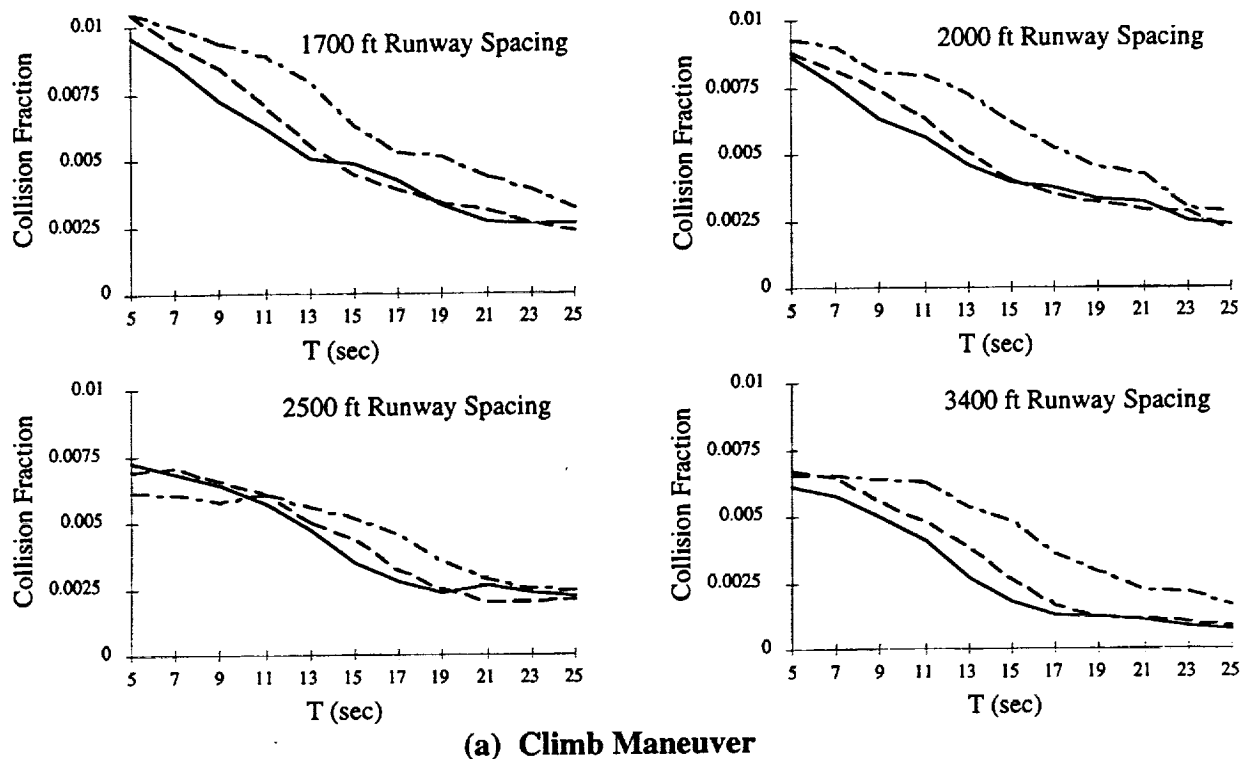 1700 ft Runway Spacing
Collision Fraction
0.01
0.0075
0.005
0.0025
0
5 7 9 11 13 15 17 19 21 23 25
T (sec)
2000 ft Runway Spacing
Collision Fraction
0.01
0.0075
0.005
0.0025
0
5 7 9 11 13 15 17 19 21 23 25
T (sec)
2500 ft Runway Spacing
Collision Fraction
0.01
0.0075
0.005
0.0025
0
5 7 9 11 13 15 17 19 21 23 25
T (sec)
3400 ft Runway Spacing
Collision Fraction
0.01
0.0075
0.005
0.0025
0
5 7 9 11 13 15 17 19 21 23 25
T (sec)
(a) Climb Maneuver